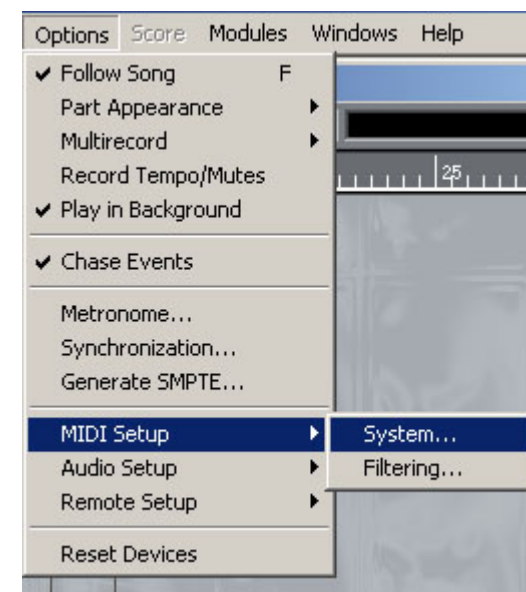 Options Score Modules Windows Help
Follow Song F
Part Appearance
Multirecord
Record Tempo/Mutes
25
Play in Background
Chase Events
Metronome...
Synchronization...
Generate SMPTE...
MIDI Setup System...
Audio Setup Filtering...
Remote Setup
Reset Devices